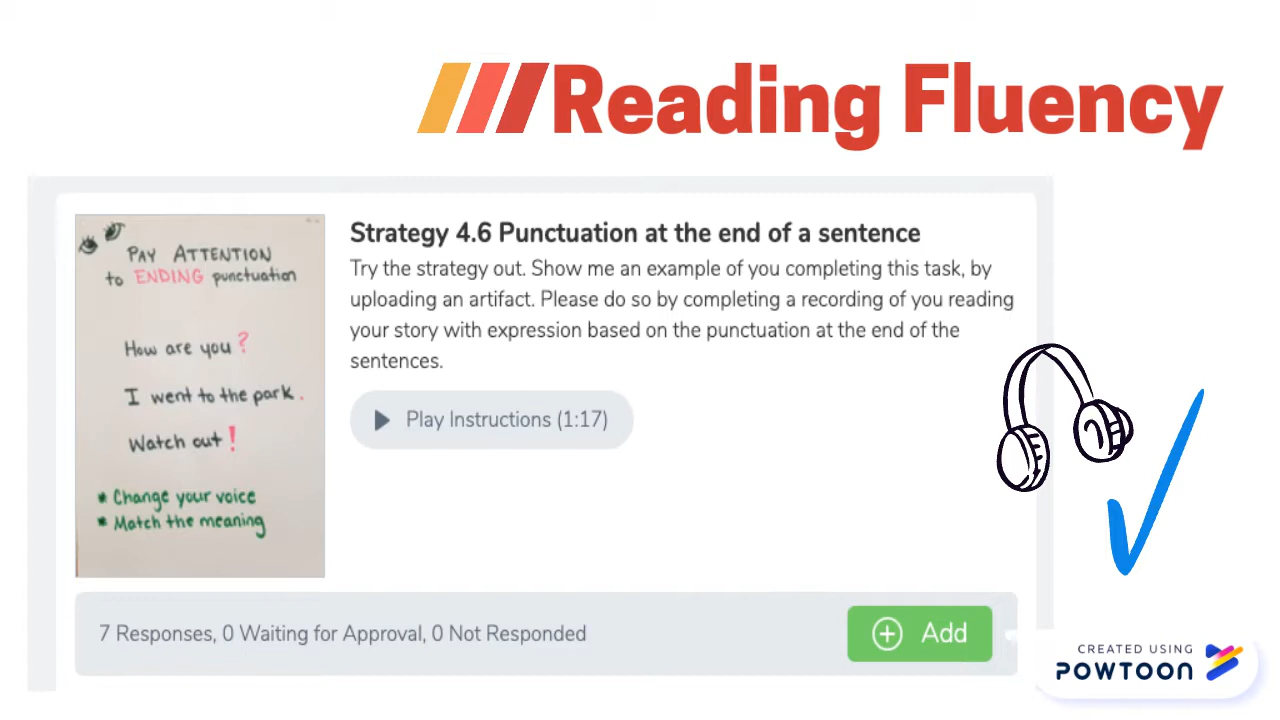 Reading Fluency
PAY ATTENTION
to ENDING punctuation
How are you?
I went to the park.
Watch out!
* Change your voice
* Match the meaning
Strategy 4.6 Punctuation at the end of a sentence
Try the strategy out. Show me an example of you completing this task, by
uploading an artifact. Please do so by completing a recording of you reading
your story with expression based on the punctuation at the end of the
sentences.
Play Instructions (1:17)
7 Responses, 0 Waiting for Approval, 0 Not Responded
Add
CREATED USING
POWTOON